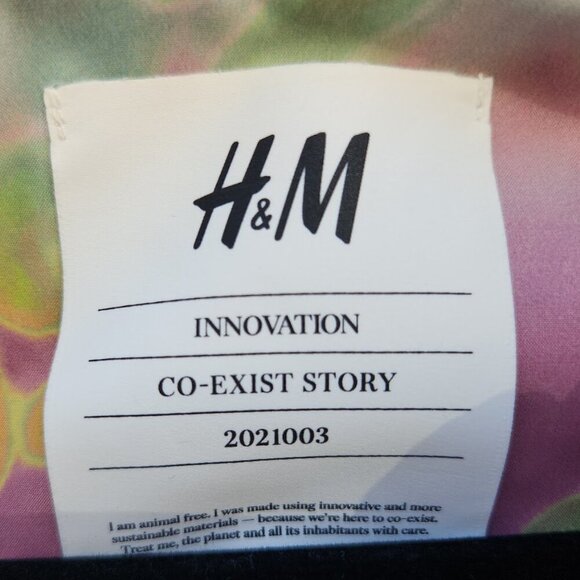 H&M
INNOVATION
CO-EXIST STORY
2021003
I am animal free. I was made using innovative and more
sustainable materials — because we're here to co-exist.
Treat me, the planet and all its inhabitants with care.